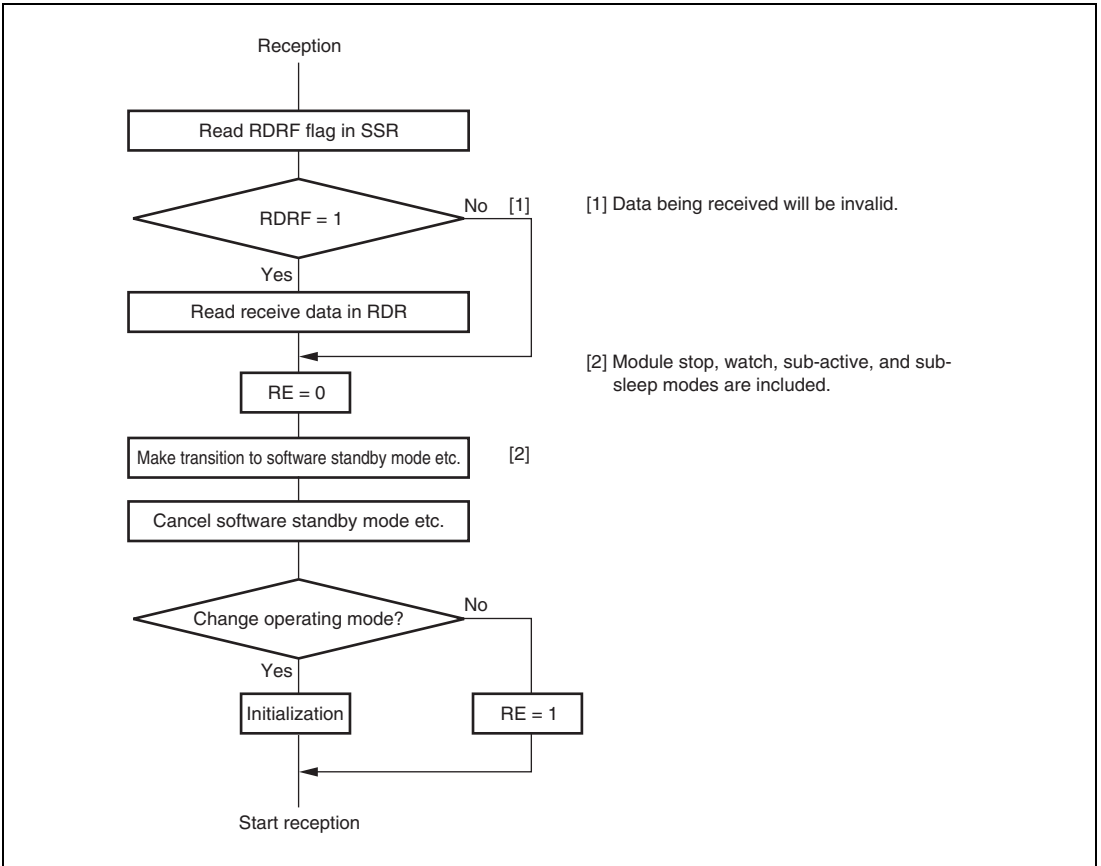 Reception
Read RDRF flag in SSR
RDRF = 1
No [1]
[1] Data being received will be invalid.
Yes
Read receive data in RDR
[2] Module stop, watch, sub-active, and sub-
sleep modes are included.
RE = 0
Make transition to software standby mode etc.
[2]
Cancel software standby mode etc.
Change operating mode?
No
Yes
Initialization
RE = 1
Start reception